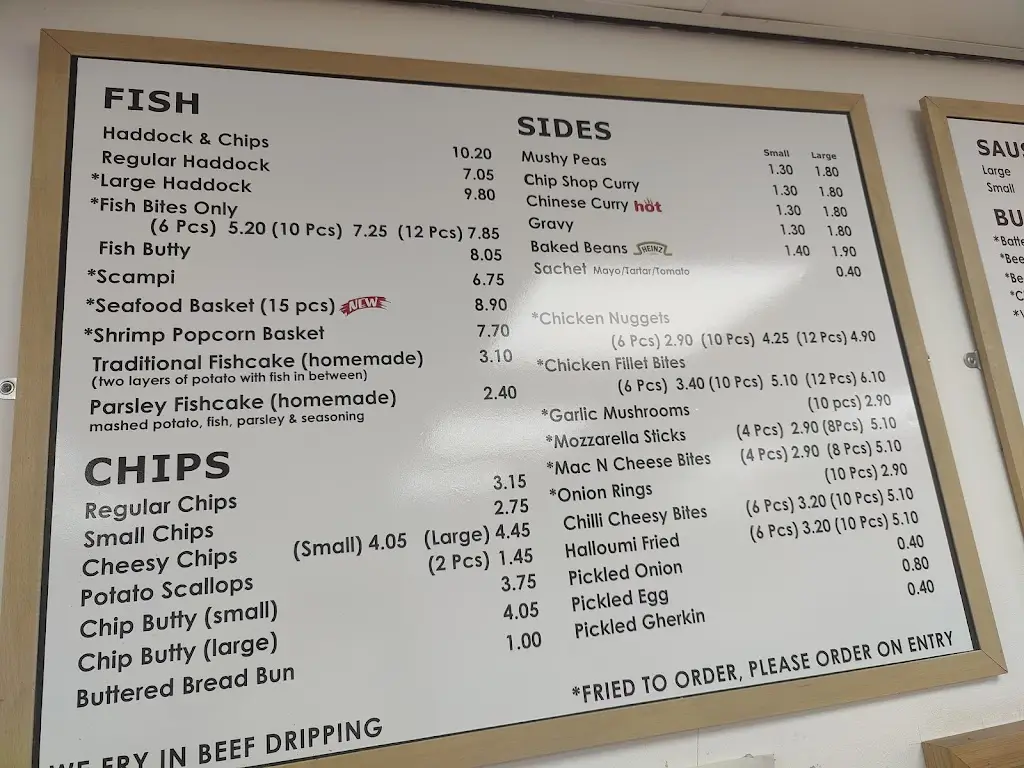 FISH
Haddock & Chips 10.20
Regular Haddock 7.05
*Large Haddock 9.80
*Fish Bites Only
(6 Pcs) 5.20 (10 Pcs) 7.25 (12 Pcs) 7.85
Fish Butty 8.05
*Scampi 6.75
*Seafood Basket (15 pcs) NEW 8.90
*Shrimp Popcorn Basket 7.70
Traditional Fishcake (homemade) 3.10
(two layers of potato with fish in between)
Parsley Fishcake (homemade) 2.40
mashed potato, fish, parsley & seasoning
CHIPS
Regular Chips 3.15
Small Chips 2.75
Cheesy Chips (Small) 4.05 (Large) 4.45
Potato Scallops (2 Pcs) 1.45
Chip Butty (small) 3.75
Chip Butty (large) 4.05
Buttered Bread Bun 1.00
WE FRY IN BEEF DRIPPING
SIDES
Small Large
Mushy Peas 1.30 1.80
Chip Shop Curry 1.30 1.80
Chinese Curry hot 1.30 1.80
Gravy 1.30 1.80
Baked Beans HEINZ 1.40 1.90
Sachet Mayo/Tartar/Tomato 0.40
*Chicken Nuggets
(6 Pcs) 2.90 (10 Pcs) 4.25 (12 Pcs) 4.90
*Chicken Fillet Bites
(6 Pcs) 3.40 (10 Pcs) 5.10 (12 Pcs) 6.10
*Garlic Mushrooms (10 pcs) 2.90
*Mozzarella Sticks (4 Pcs) 2.90 (8Pcs) 5.10
*Mac N Cheese Bites (4 Pcs) 2.90 (8 Pcs) 5.10
*Onion Rings (10 Pcs) 2.90
Chilli Cheesy Bites (6 Pcs) 3.20 (10 Pcs) 5.10
Halloumi Fried (6 Pcs) 3.20 (10 Pcs) 5.10
Pickled Onion 0.40
Pickled Egg 0.80
Pickled Gherkin 0.40
*FRIED TO ORDER, PLEASE ORDER ON ENTRY
Large
Small